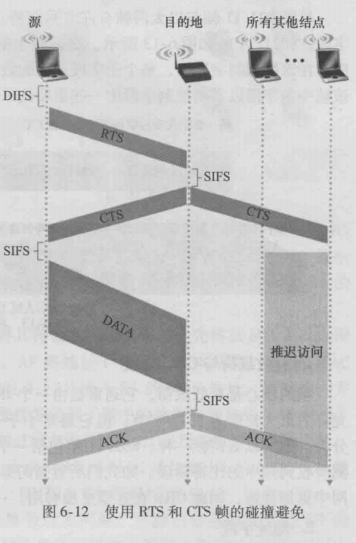 源
目的地
所有其他结点
DIFS
RTS
SIFS
CTS
CTS
SIFS
DATA
推迟访问
SIFS
ACK
ACK
图 6-12 使用 RTS 和 CTS 帧的碰撞避免